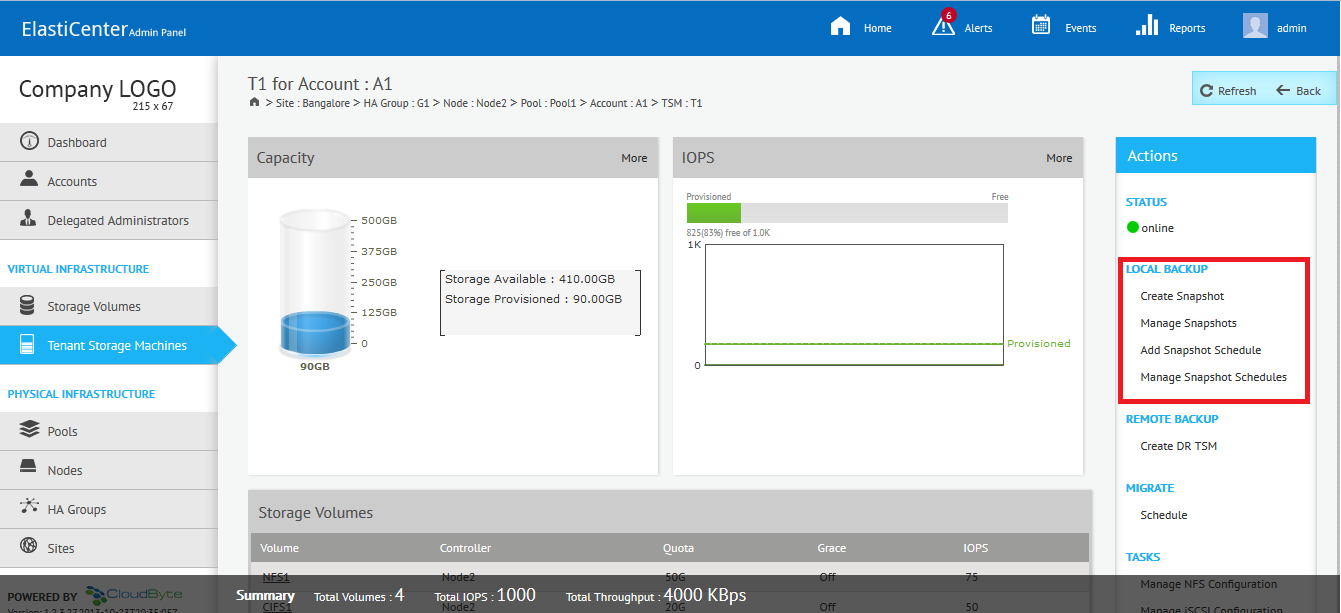 ElastiCenter Admin Panel
Home
6
Alerts
Events
Reports
admin
Company LOGO
215 x 67
Dashboard
Accounts
Delegated Administrators
VIRTUAL INFRASTRUCTURE
Storage Volumes
Tenant Storage Machines
PHYSICAL INFRASTRUCTURE
Pools
Nodes
HA Groups
Sites
POWERED BY CloudByte
T1 for Account : A1
> Site : Bangalore > HA Group : G1 > Node : Node2 > Pool : Pool1 > Account : A1 > TSM : T1
Refresh
Back
Capacity
More
500GB
375GB
250GB
125GB
0
90GB
Storage Available : 410.00GB
Storage Provisioned : 90.00GB
IOPS
More
Provisioned
Free
825(83%) free of 1.0K
1K
Provisioned
0
Actions
STATUS
online
LOCAL BACKUP
Create Snapshot
Manage Snapshots
Add Snapshot Schedule
Manage Snapshot Schedules
REMOTE BACKUP
Create DR TSM
MIGRATE
Schedule
TASKS
Manage NFS Configuration
Manage iSCSI Configuration
Storage Volumes
Volume Controller Quota Grace IOPS
NFS1 Node2 50G Off 75
CIFS1 Node2 20G Off 50
Summary Total Volumes : 4 Total IOPS : 1000 Total Throughput : 4000 KBps